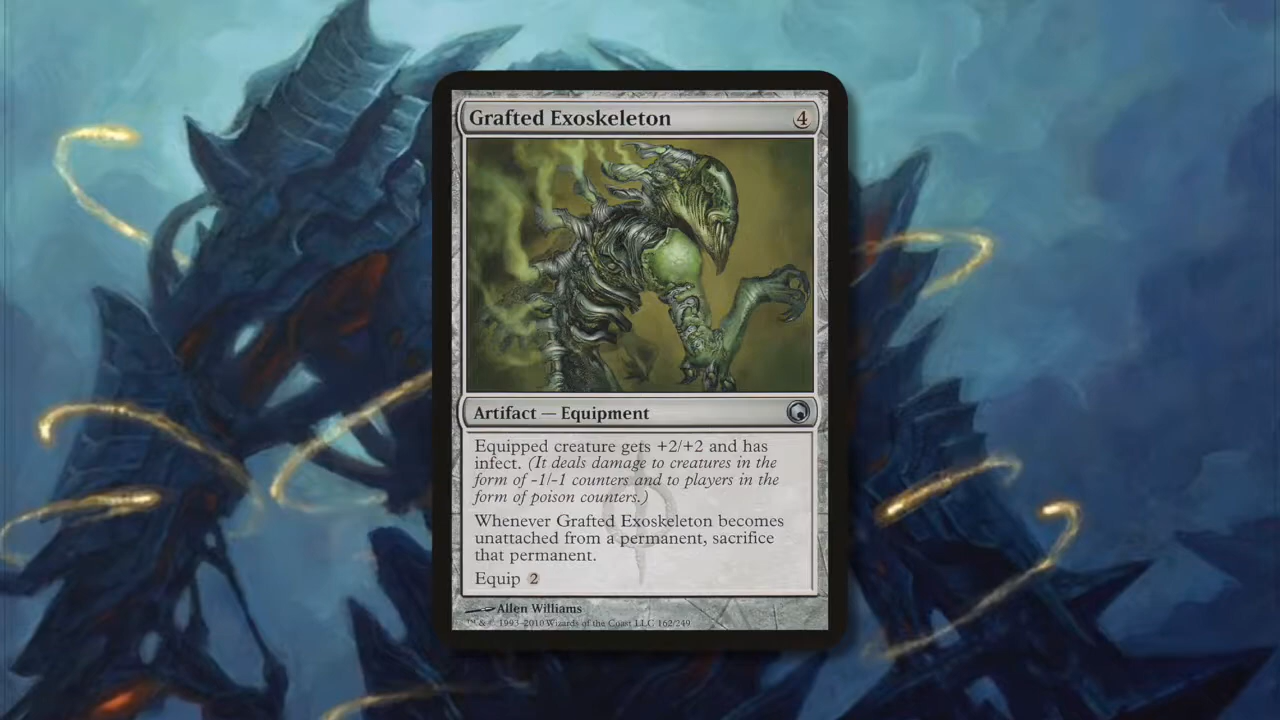 Grafted Exoskeleton 4
Artifact — Equipment
Equipped creature gets +2/+2 and has
infect. (It deals damage to creatures in the
form of -1/-1 counters and to players in the
form of poison counters.)
Whenever Grafted Exoskeleton becomes
unattached from a permanent, sacrifice
that permanent.
Equip 2
Allen Williams
™& © 1993–2010 Wizards of the Coast LLC 162/249